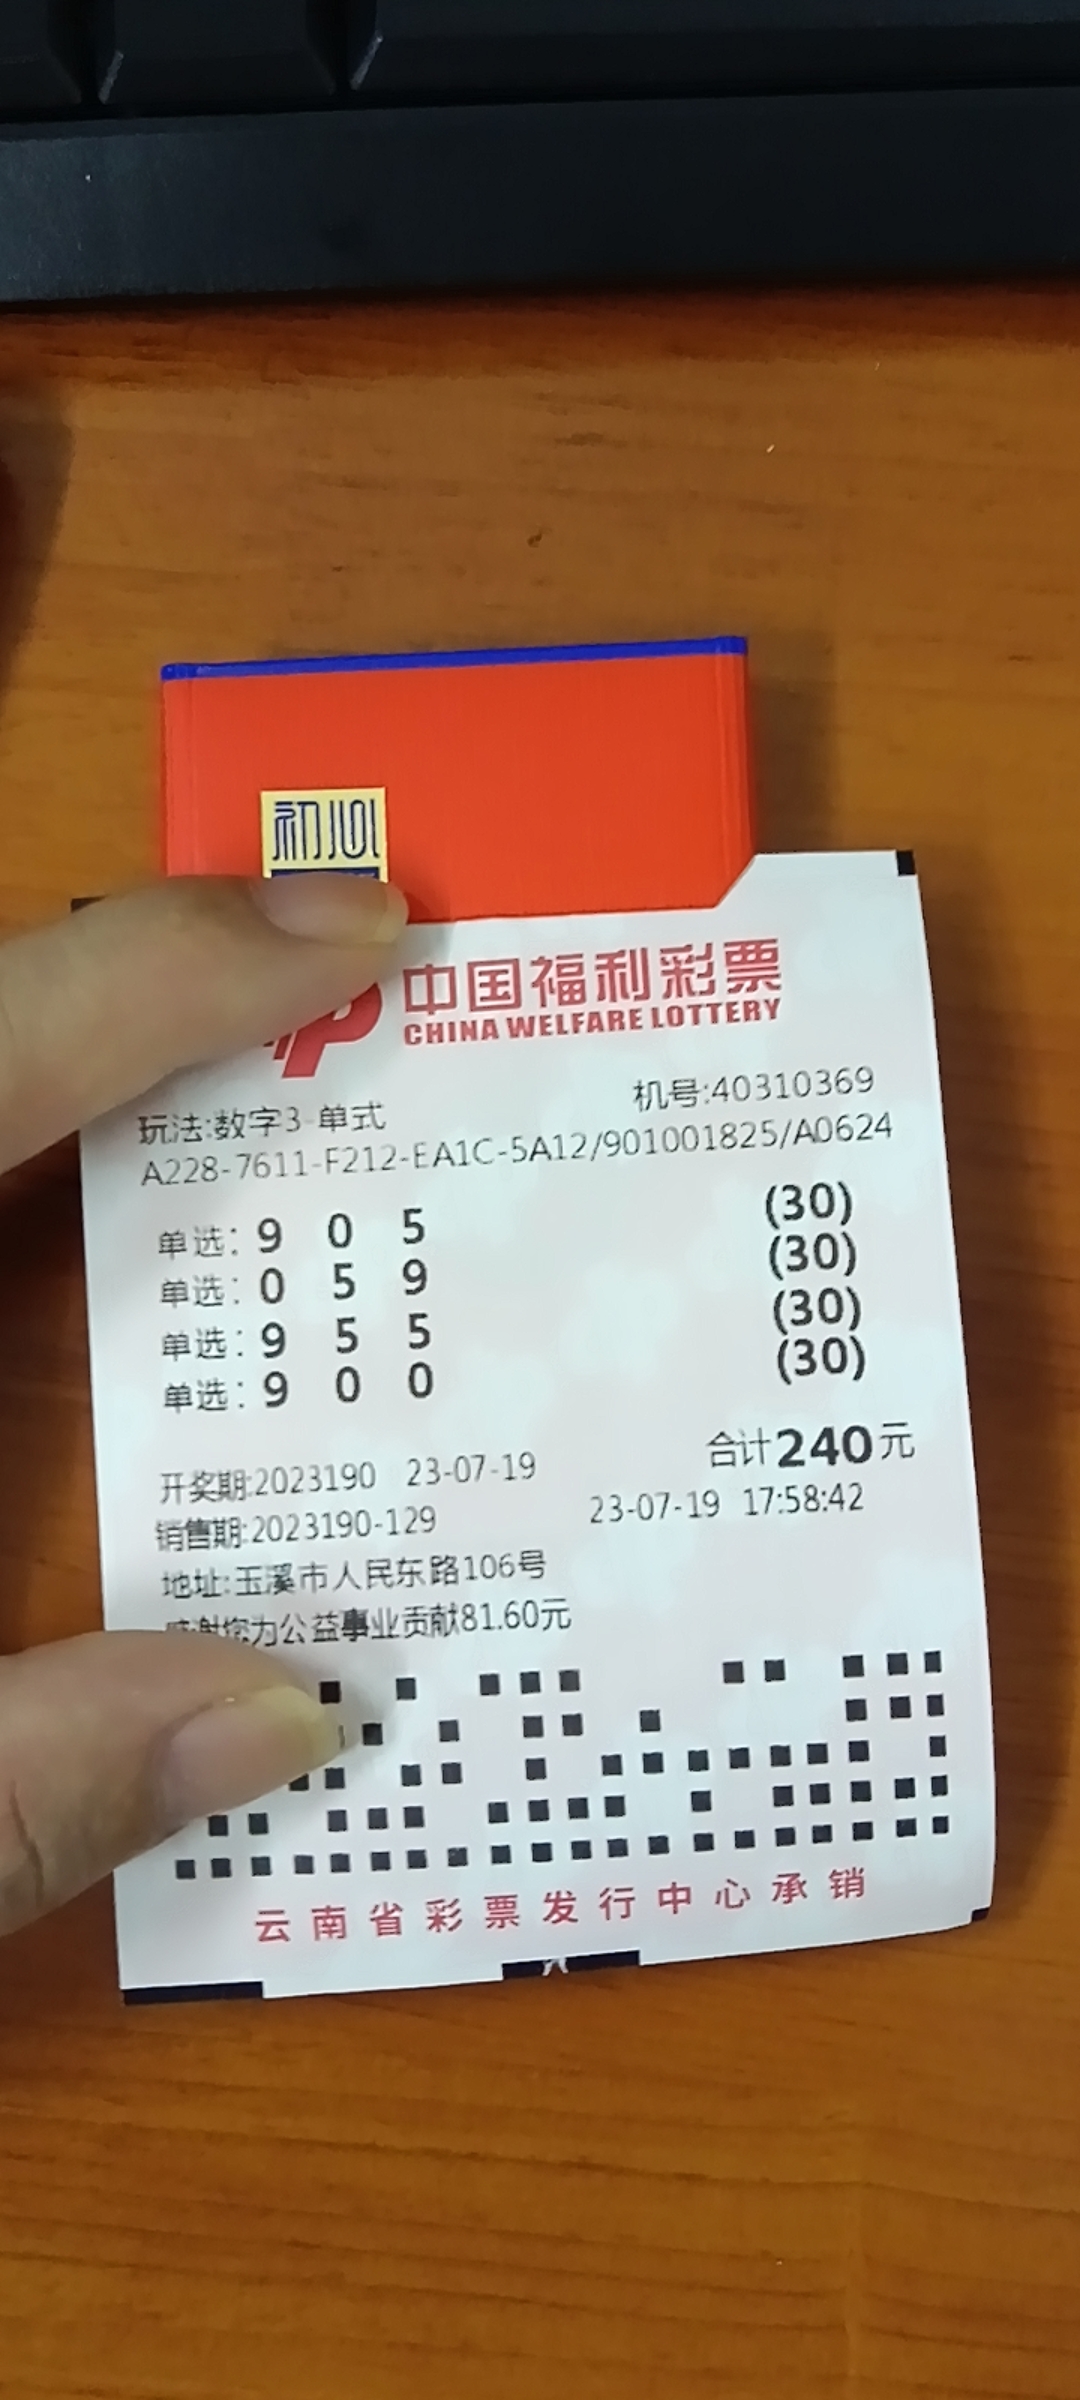 初心
中国福利彩票
CHINA WELFARE LOTTERY
玩法:数字3-单式 机号:40310369
A228-7611-F212-EA1C-5A12/901001825/A0624
单选: 9 0 5 (30)
单选: 0 5 9 (30)
单选: 9 5 5 (30)
单选: 9 0 0 (30)
合计240元
开奖期:2023190 23-07-19
销售期:2023190-129 23-07-19 17:58:42
地址:玉溪市人民东路106号
感谢您为公益事业贡献81.60元
云南省彩票发行中心承销